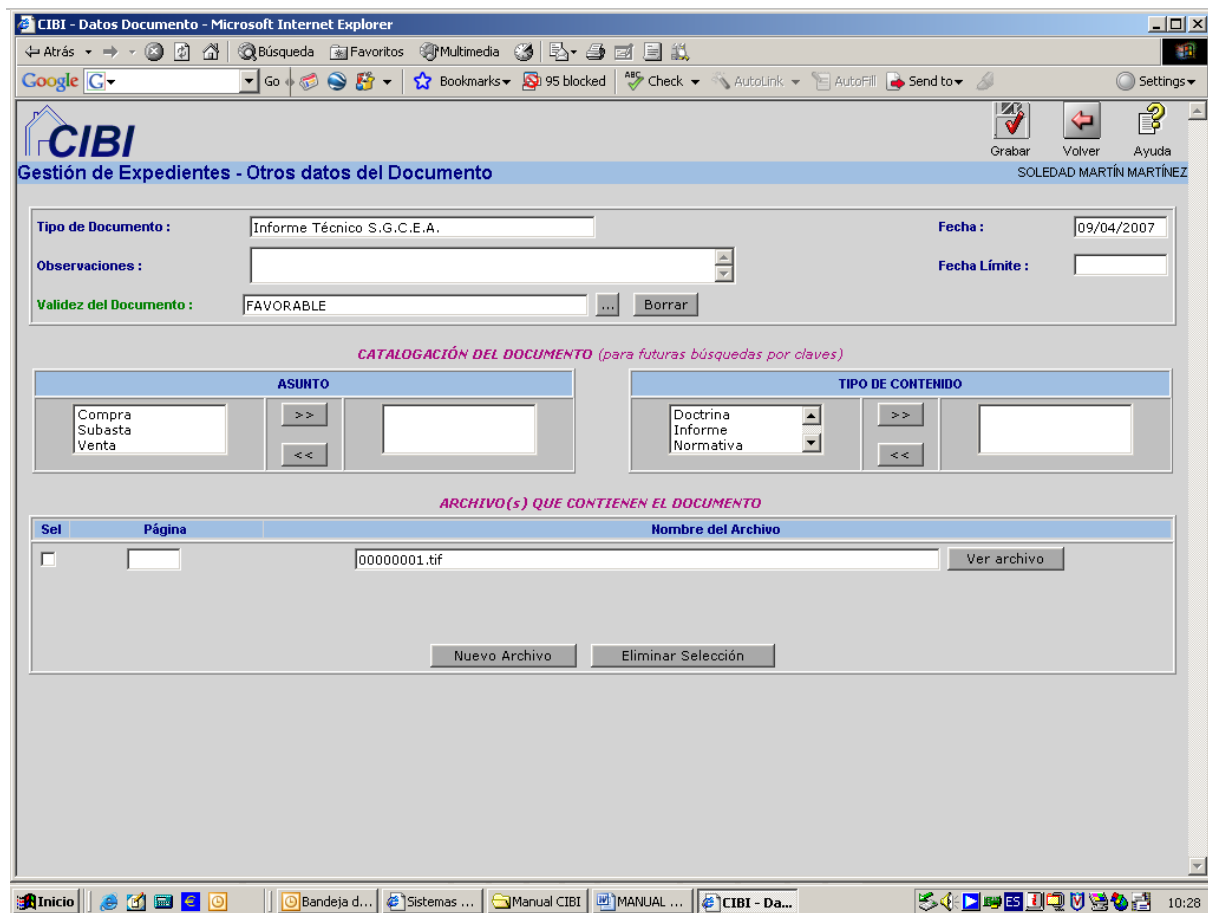 CIBI - Datos Documento - Microsoft Internet Explorer
Atrás Búsqueda Favoritos Multimedia
Google G Go Bookmarks 95 blocked ABC Check AutoLink AutoFill Send to Settings
CIBI
Grabar Volver Ayuda
Gestión de Expedientes - Otros datos del Documento SOLEDAD MARTÍN MARTÍNEZ
Tipo de Documento : Informe Técnico S.G.C.E.A. Fecha : 09/04/2007
Observaciones : Fecha Límite :
Validez del Documento : FAVORABLE ... Borrar
CATALOGACIÓN DEL DOCUMENTO (para futuras búsquedas por claves)
ASUNTO TIPO DE CONTENIDO
Compra >> Doctrina >>
Subasta Informe
Venta << Normativa <<
ARCHIVO(s) QUE CONTIENEN EL DOCUMENTO
Sel Página Nombre del Archivo
00000001.tif Ver archivo
Nuevo Archivo Eliminar Selección
Inicio Bandeja d... Sistemas ... Manual CIBI MANUAL ... CIBI - Da... ES 10:28